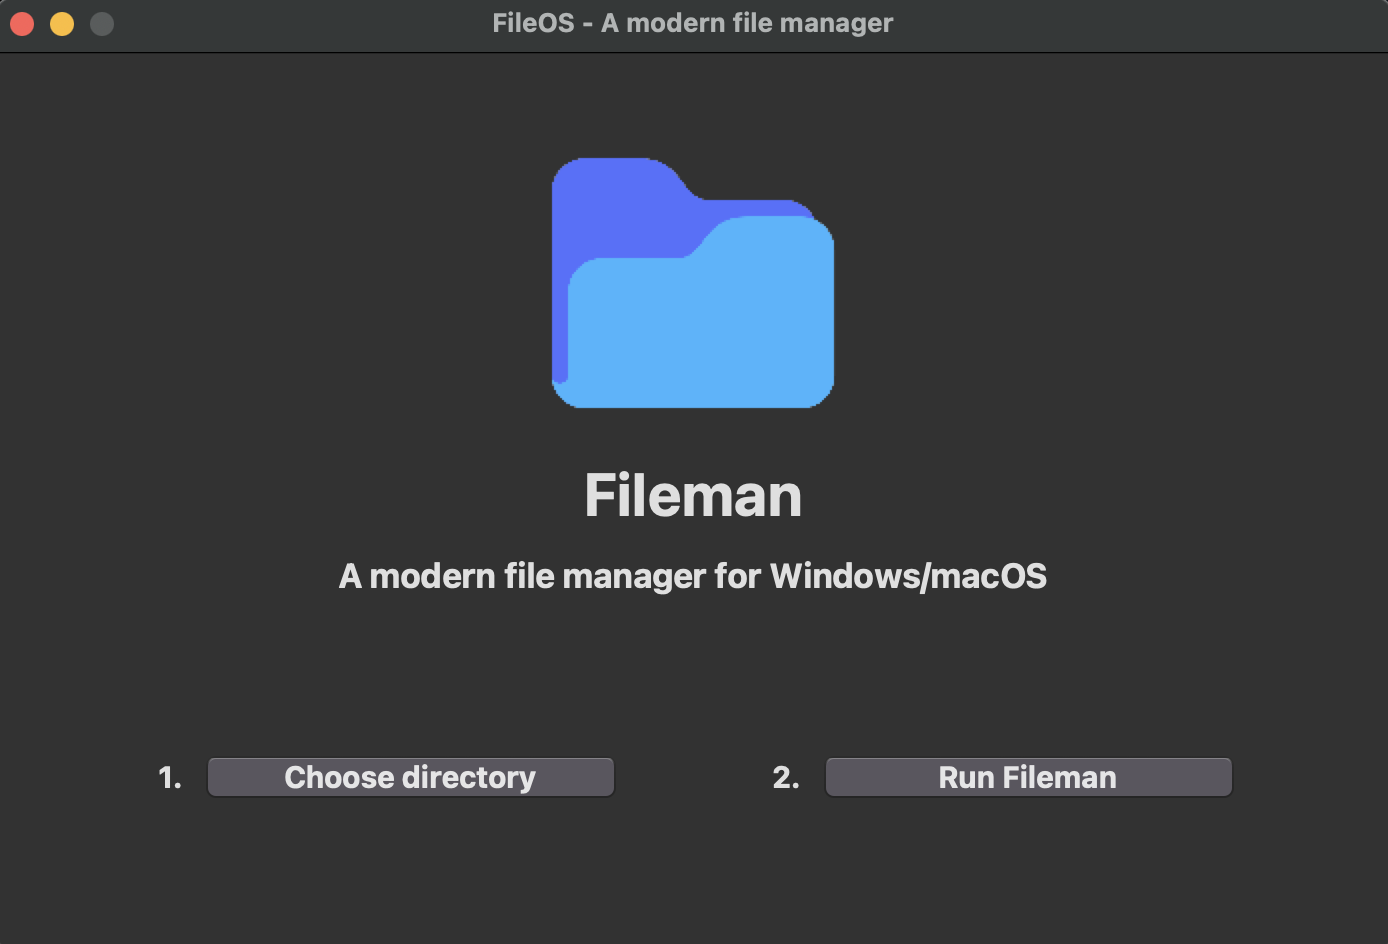 FileOS - A modern file manager
Fileman
A modern file manager for Windows/macOS
1. Choose directory
2. Run Fileman